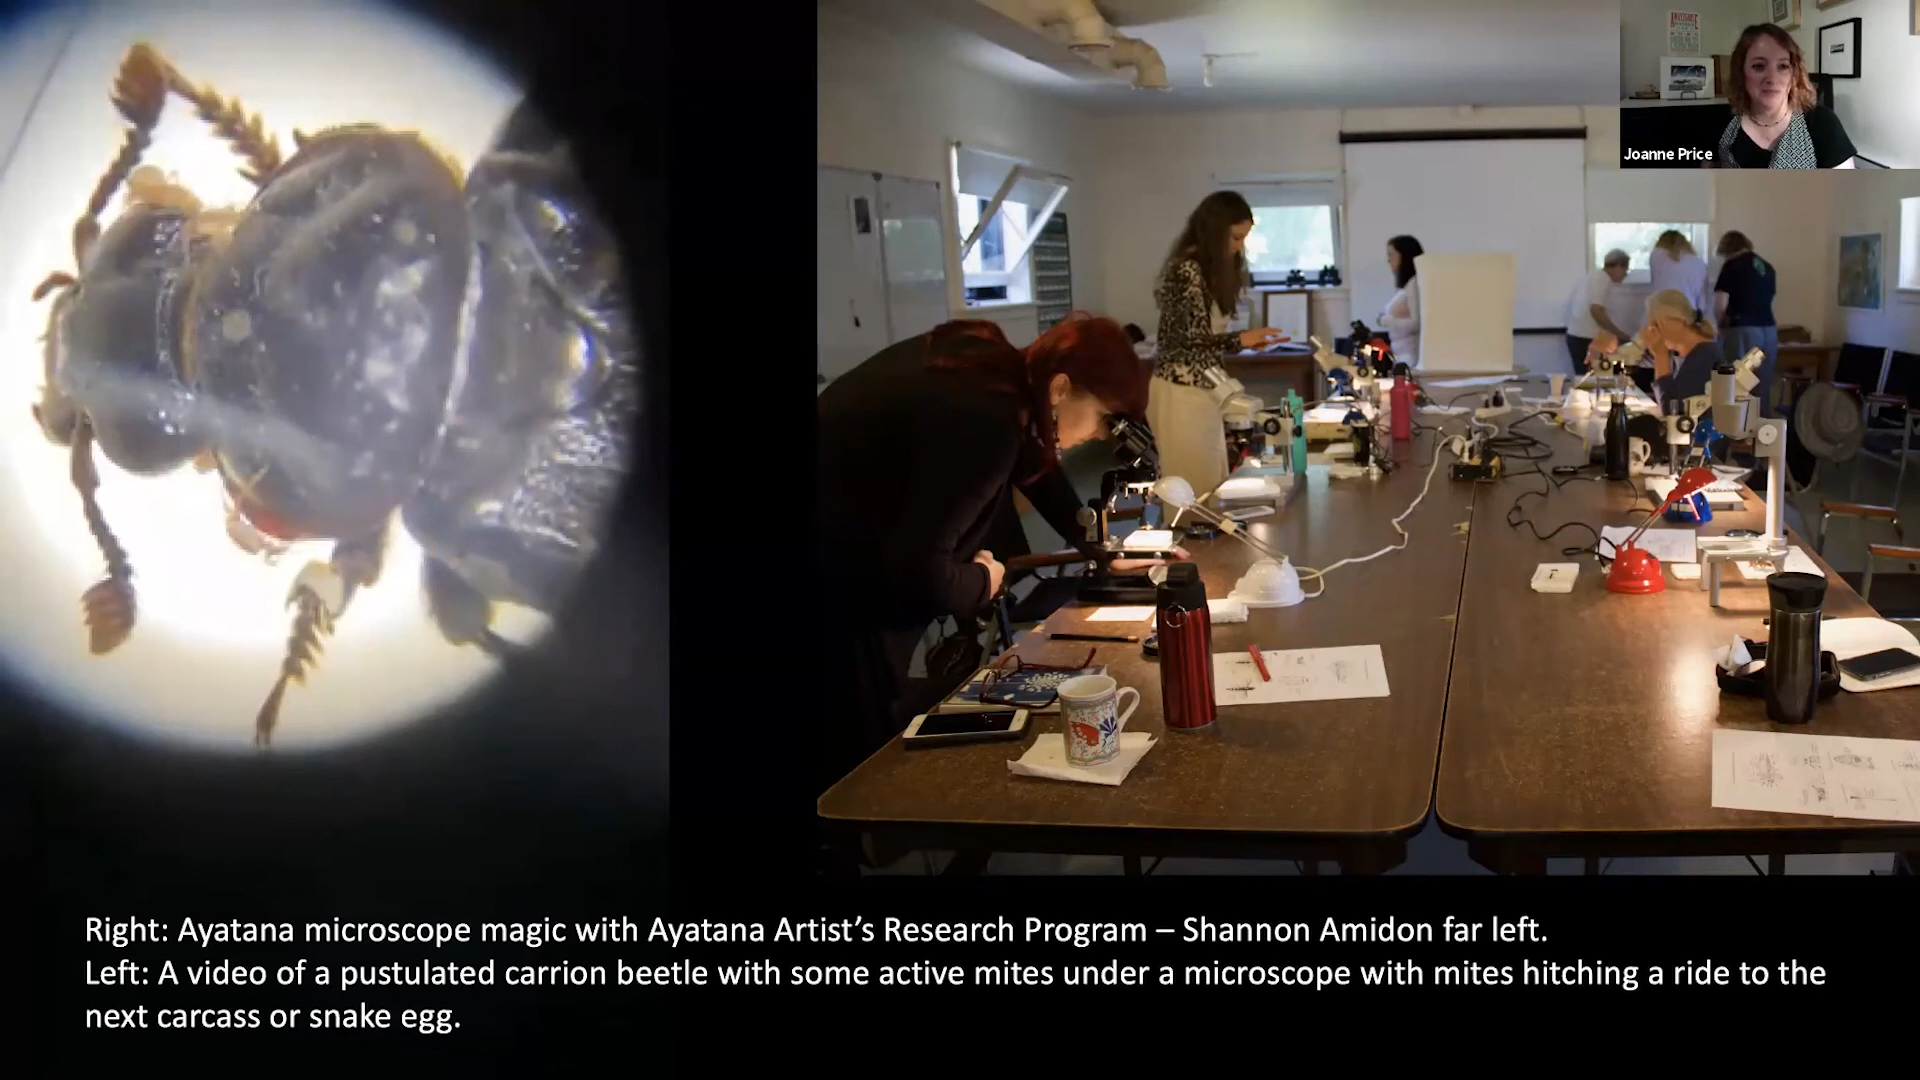 Joanne Price
Right: Ayatana microscope magic with Ayatana Artist’s Research Program – Shannon Amidon far left.
Left: A video of a pustulated carrion beetle with some active mites under a microscope with mites hitching a ride to the
next carcass or snake egg.